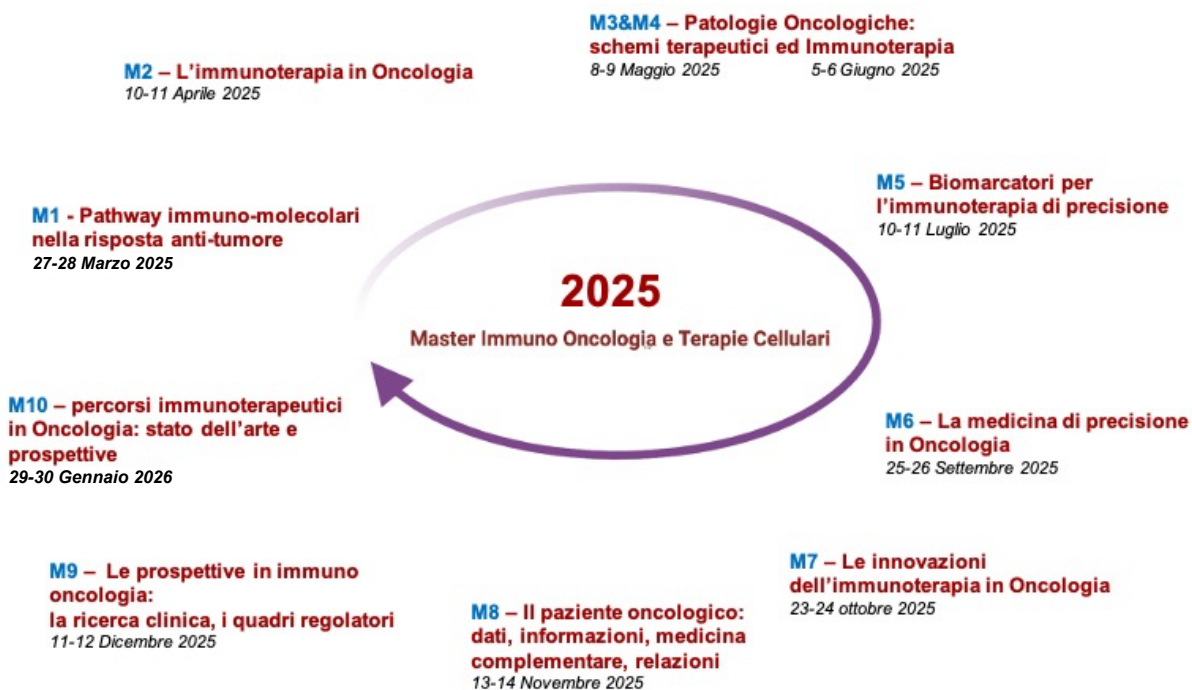 M3&M4 – Patologie Oncologiche:
schemi terapeutici ed Immunoterapia
8-9 Maggio 2025 5-6 Giugno 2025
M2 – L’immunoterapia in Oncologia
10-11 Aprile 2025
M5 – Biomarcatori per
l’immunoterapia di precisione
10-11 Luglio 2025
M1 - Pathway immuno-molecolari
nella risposta anti-tumore
27-28 Marzo 2025
2025
Master Immuno Oncologia e Terapie Cellulari
M10 – percorsi immunoterapeutici
in Oncologia: stato dell’arte e
prospettive
29-30 Gennaio 2026
M6 – La medicina di precisione
in Oncologia
25-26 Settembre 2025
M7 – Le innovazioni
dell’immunoterapia in Oncologia
23-24 ottobre 2025
M9 – Le prospettive in immuno
oncologia:
la ricerca clinica, i quadri regolatori
11-12 Dicembre 2025
M8 – Il paziente oncologico:
dati, informazioni, medicina
complementare, relazioni
13-14 Novembre 2025